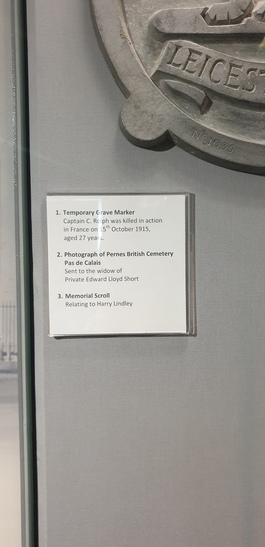 LEICEST
1. Temporary Grave Marker
Captain C. was killed in action
in France on 15th October 1915,
aged 27 years.
2. Photograph of Pernes British Cemetery
Pas de Calais
Sent to the widow of
Private Edward Lloyd Short
3. Memorial Scroll
Relating to Harry Lindley